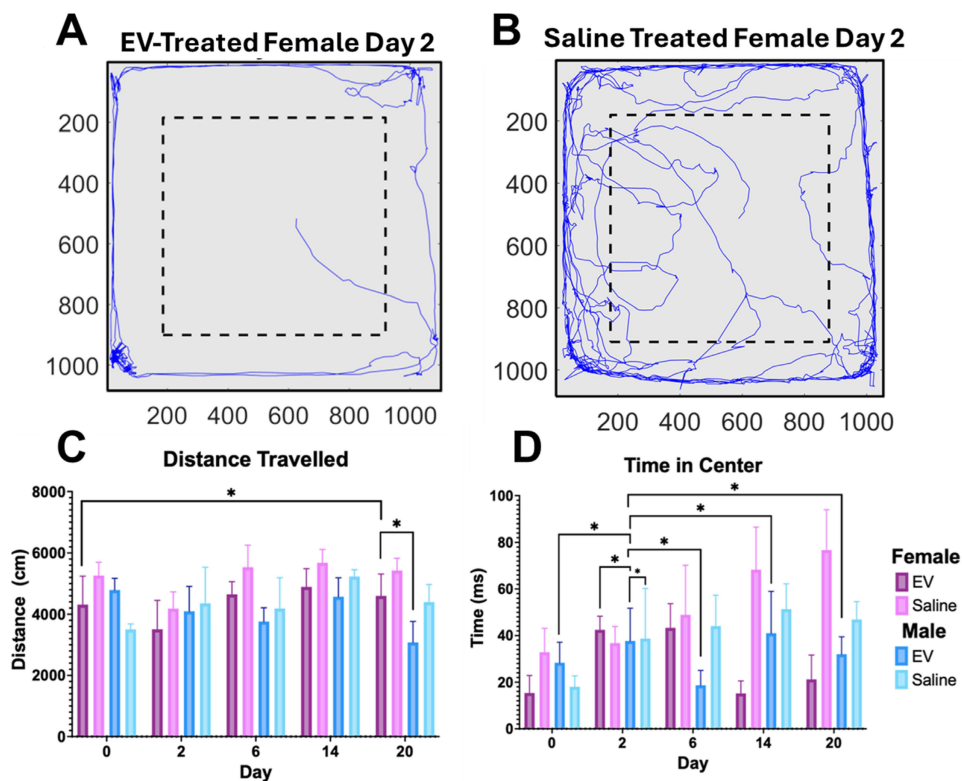 A
EV-Treated Female Day 2
200
400
600
800
1000
200 400 600 800 1000
B
Saline Treated Female Day 2
200
400
600
800
1000
200 400 600 800 1000
C
Distance Travelled
Distance (cm)
8000
6000
4000
2000
0
*
*
0 2 6 14 20
Day
D
Time in Center
Time (ms)
100
80
60
40
20
0
*
*
*
*
*
*
0 2 6 14 20
Day
Female
EV
Saline
Male
EV
Saline